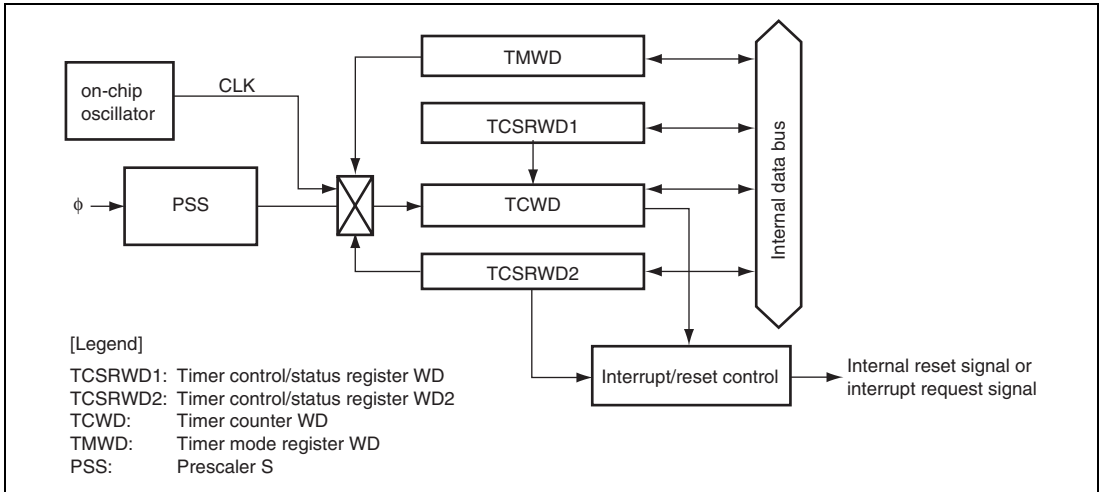 on-chip
oscillator
CLK
φ
PSS
TMWD
TCSRWD1
TCWD
TCSRWD2
Internal data bus
Interrupt/reset control
Internal reset signal or
interrupt request signal
[Legend]
TCSRWD1: Timer control/status register WD
TCSRWD2: Timer control/status register WD2
TCWD: Timer counter WD
TMWD: Timer mode register WD
PSS: Prescaler S